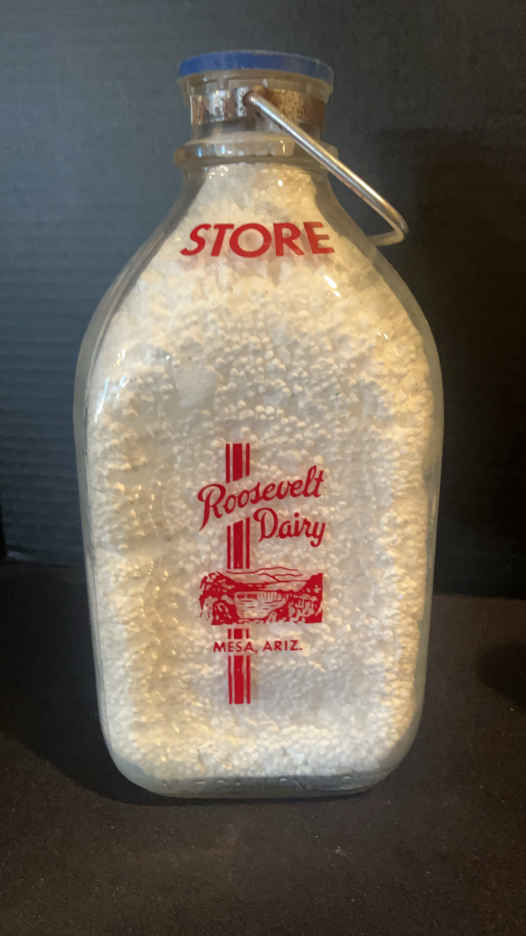 STORE
Roosevelt
Dairy
MESA, ARIZ.